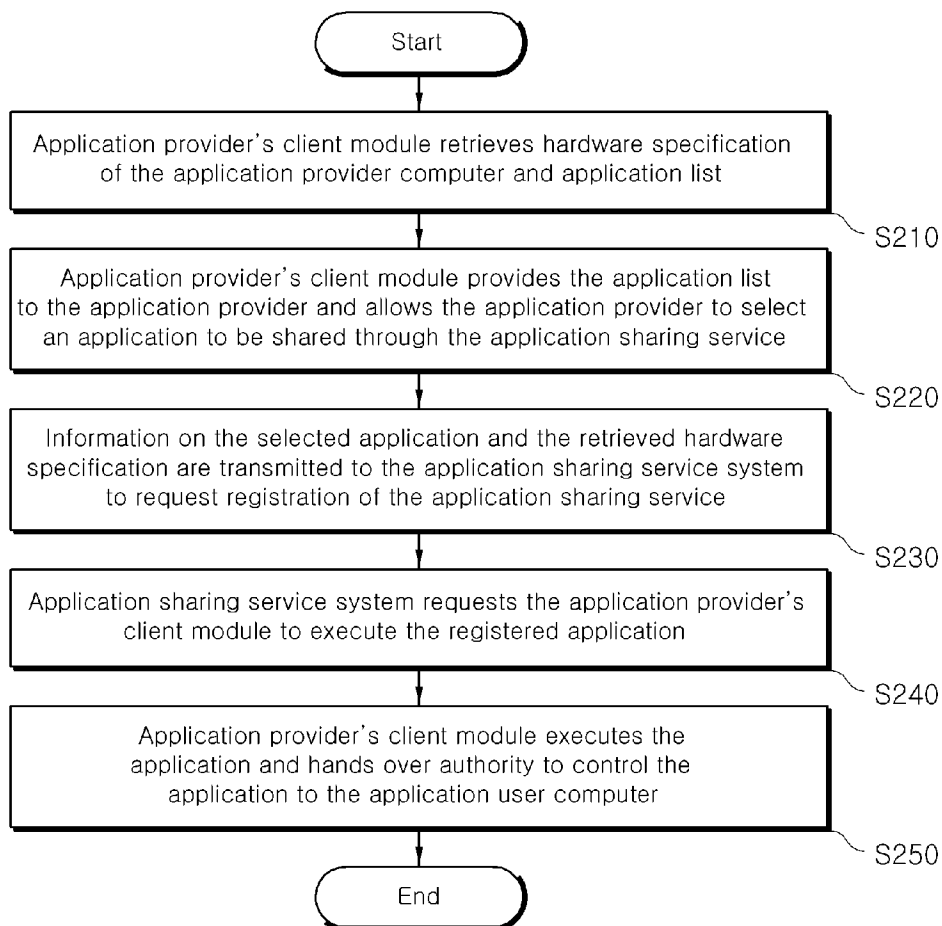 Start
Application provider's client module retrieves hardware specification
of the application provider computer and application list
S210
Application provider's client module provides the application list
to the application provider and allows the application provider to select
an application to be shared through the application sharing service
S220
Information on the selected application and the retrieved hardware
specification are transmitted to the application sharing service system
to request registration of the application sharing service
S230
Application sharing service system requests the application provider's
client module to execute the registered application
S240
Application provider's client module executes the
application and hands over authority to control the
application to the application user computer
S250
End